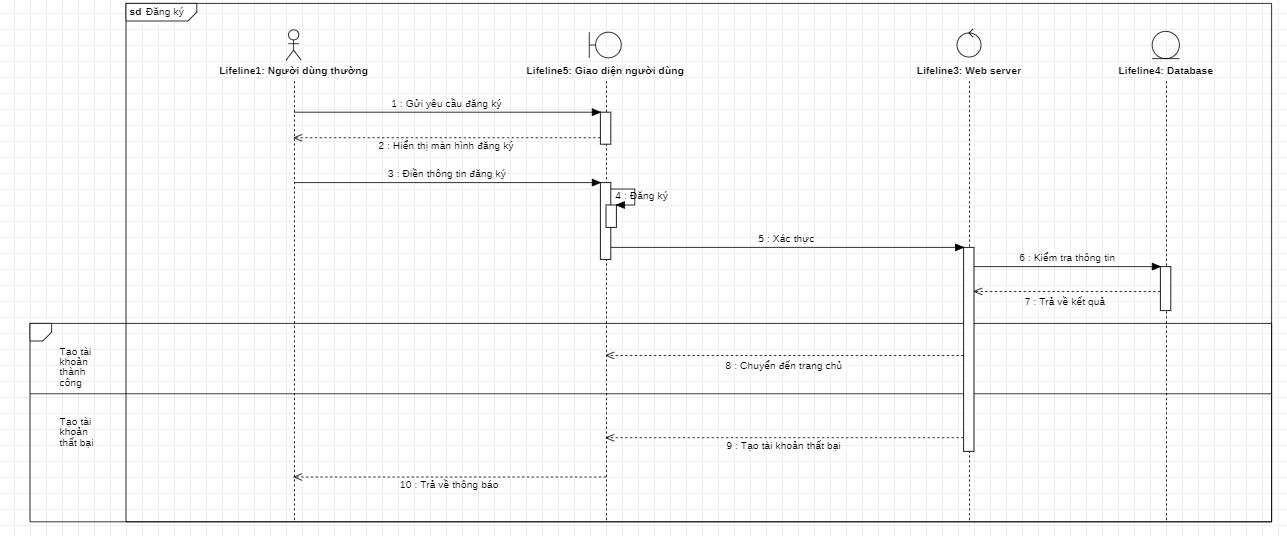 sd Đăng ký
Lifeline1: Người dùng thường
Lifeline5: Giao diện người dùng
Lifeline3: Web server
Lifeline4: Database
1 : Gửi yêu cầu đăng ký
2 : Hiển thị màn hình đăng ký
3 : Điền thông tin đăng ký
4 : Đăng ký
5 : Xác thực
6 : Kiểm tra thông tin
7 : Trả về kết quả
Tạo tài
khoản
thành
công
8 : Chuyển đến trang chủ
Tạo tài
khoản
thất bại
9 : Tạo tài khoản thất bại
10 : Trả về thông báo